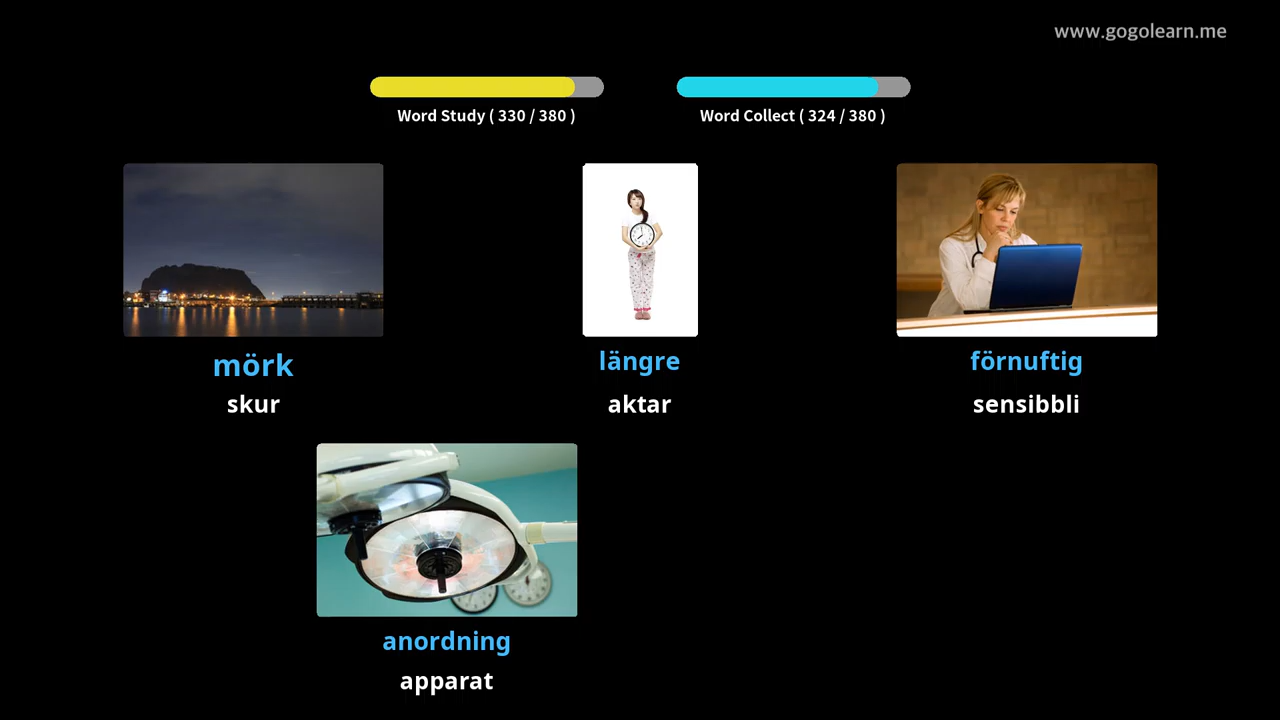 www.gogolearn.me
Word Study ( 330 / 380 )
Word Collect ( 324 / 380 )
mörk
skur
längre
aktar
förnuftig
sensibbli
anordning
apparat